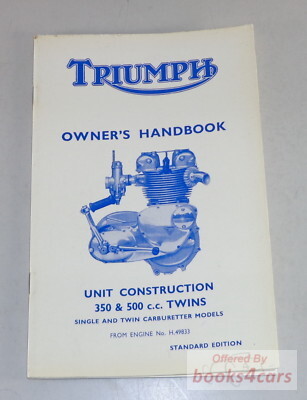 TRIUMPH
OWNER'S HANDBOOK
UNIT CONSTRUCTION
350 & 500 c.c. TWINS
SINGLE AND TWIN CARBURETTER MODELS
FROM ENGINE No. H.49833
STANDARD EDITION
Offered By
books4cars